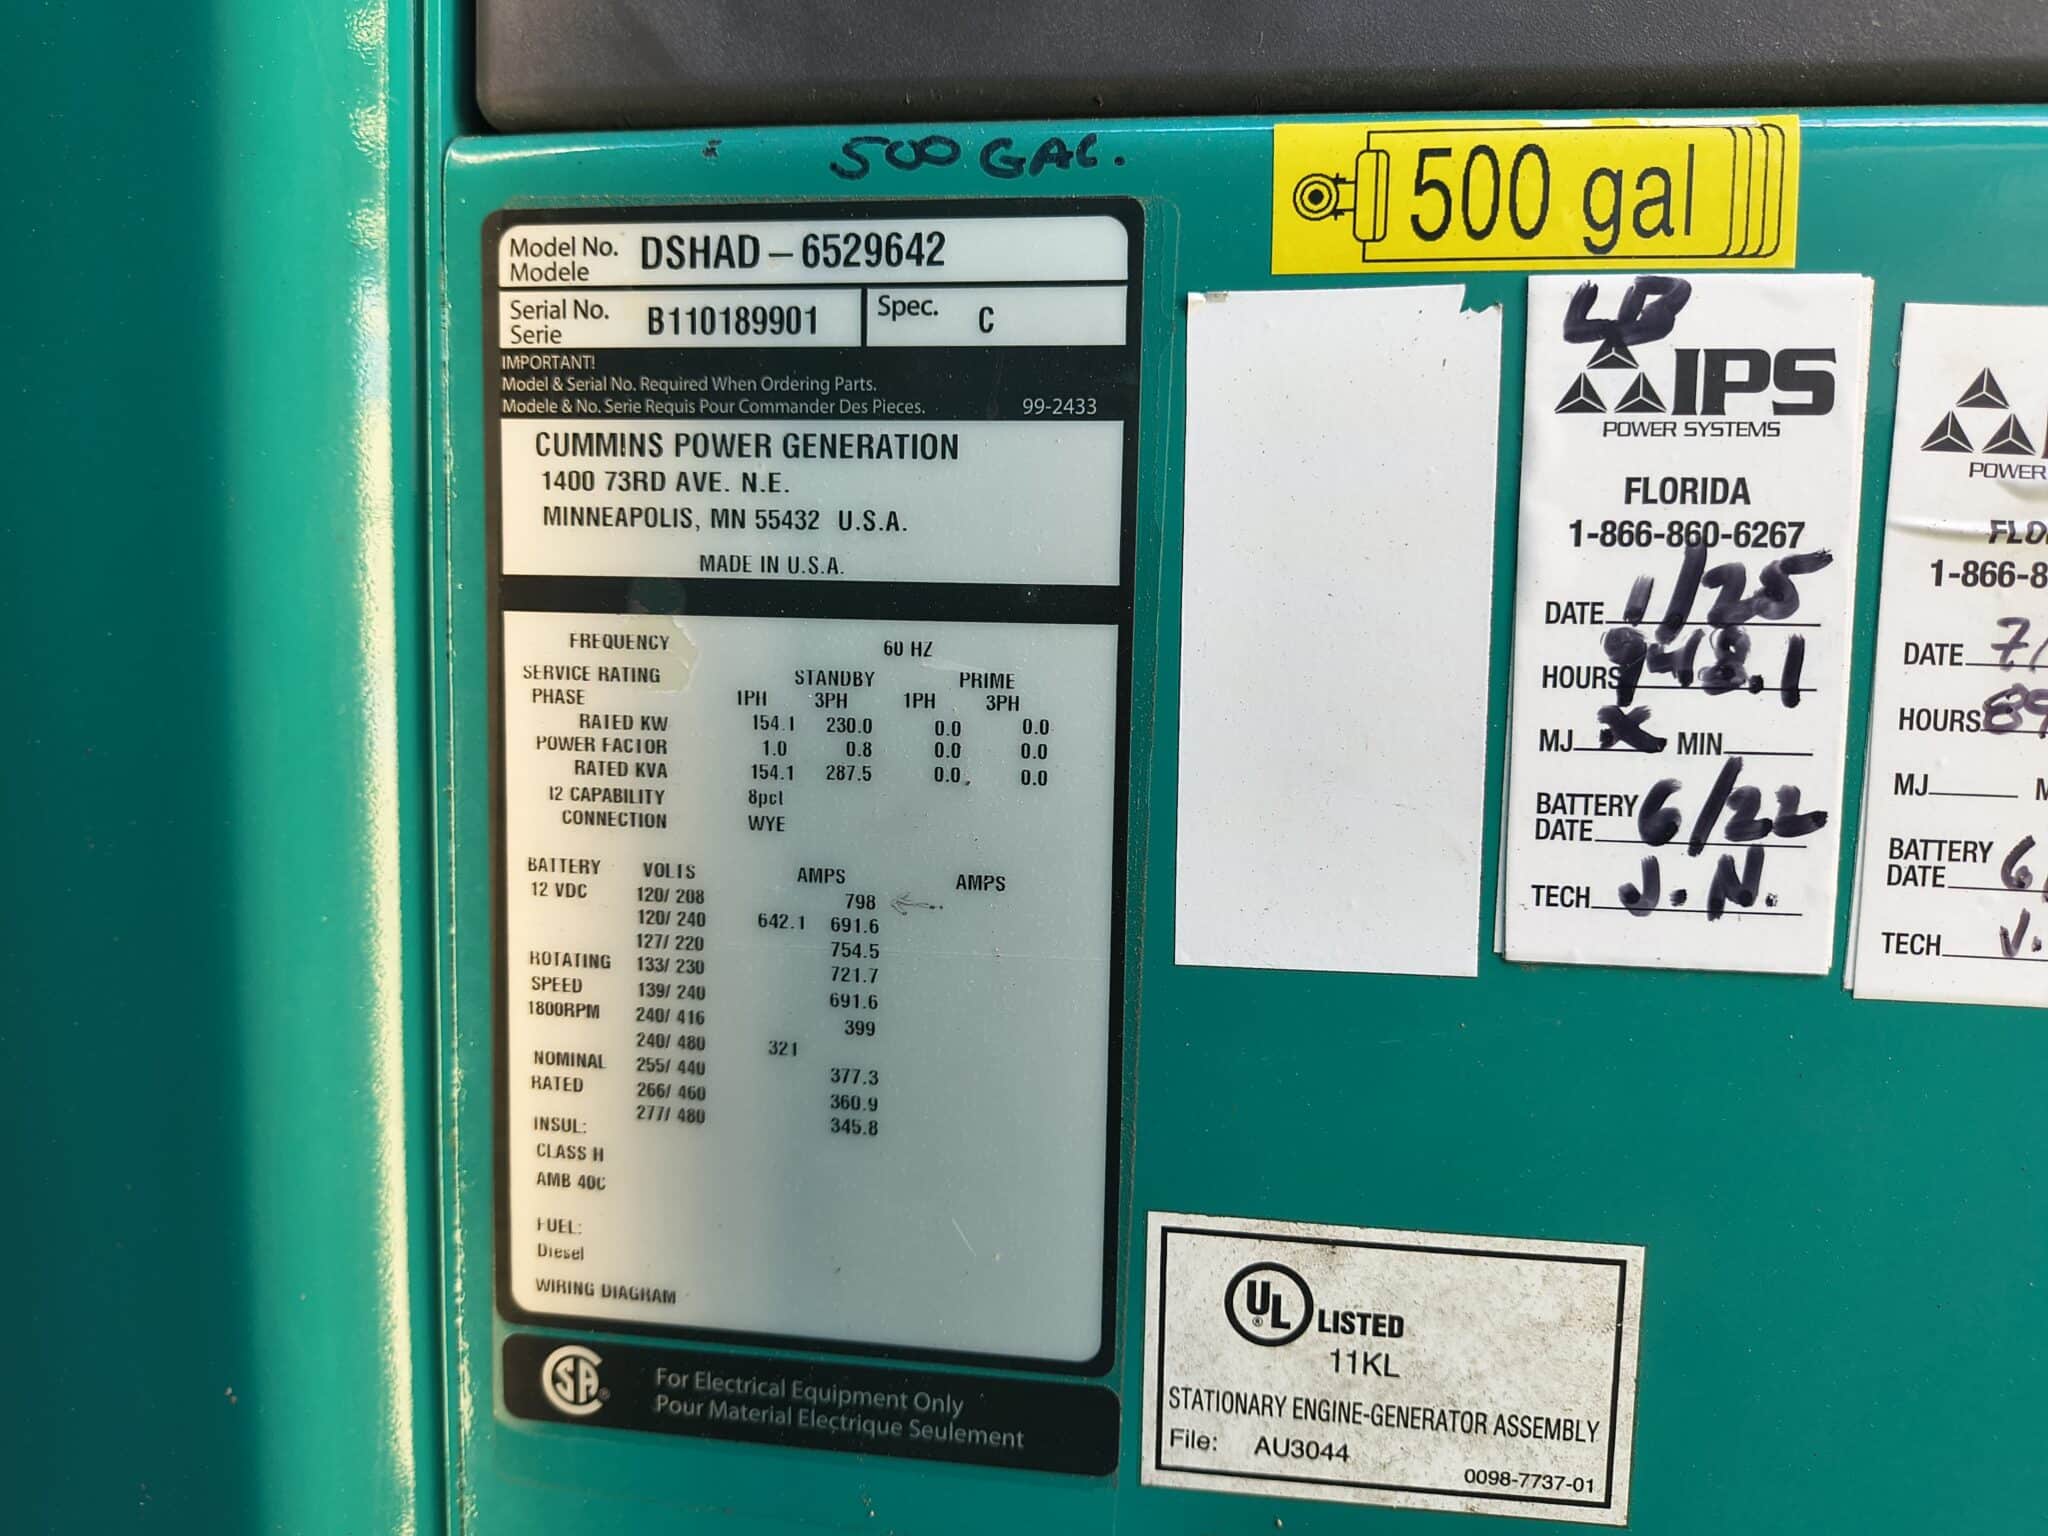 500 GAL.
500 gal
Model No. DSHAD – 6529642
Modele
Serial No. B110189901 Spec. C
Serie
IMPORTANT!
Model & Serial No. Required When Ordering Parts.
Modele & No. Serie Requis Pour Commander Des Pieces. 99-2433
CUMMINS POWER GENERATION
1400 73RD AVE. N.E.
MINNEAPOLIS, MN 55432 U.S.A.
MADE IN U.S.A.
FREQUENCY 60 HZ
SERVICE RATING STANDBY PRIME
PHASE 1PH 3PH 1PH 3PH
RATED KW 154.1 230.0 0.0 0.0
POWER FACTOR 1.0 0.8 0.0 0.0
RATED KVA 154.1 287.5 0.0 0.0
I2 CAPABILITY 8pct
CONNECTION WYE
BATTERY VOLTS AMPS AMPS
12 VDC 120/ 208 798
120/ 240 642.1 691.6
127/ 220 754.5
ROTATING 133/ 230 721.7
SPEED 139/ 240 691.6
1800RPM 240/ 416 399
240/ 480 321
NOMINAL 255/ 440 377.3
RATED 266/ 460 360.9
277/ 480 345.8
INSUL:
CLASS H
AMB 40C
FUEL:
Diesel
WIRING DIAGRAM
CSA
For Electrical Equipment Only
Pour Material Electrique Seulement
LB
IPS
POWER SYSTEMS
FLORIDA
1-866-860-6267
DATE 1/25
HOURS 948.1
MJ X MIN
BATTERY 6/22
DATE
TECH J.N.
POWER
FLO
1-866-8
DATE 7/
HOURS 89
MJ
BATTERY 6/
DATE
TECH J.
UL LISTED
11KL
STATIONARY ENGINE-GENERATOR ASSEMBLY
File: AU3044
0098-7737-01